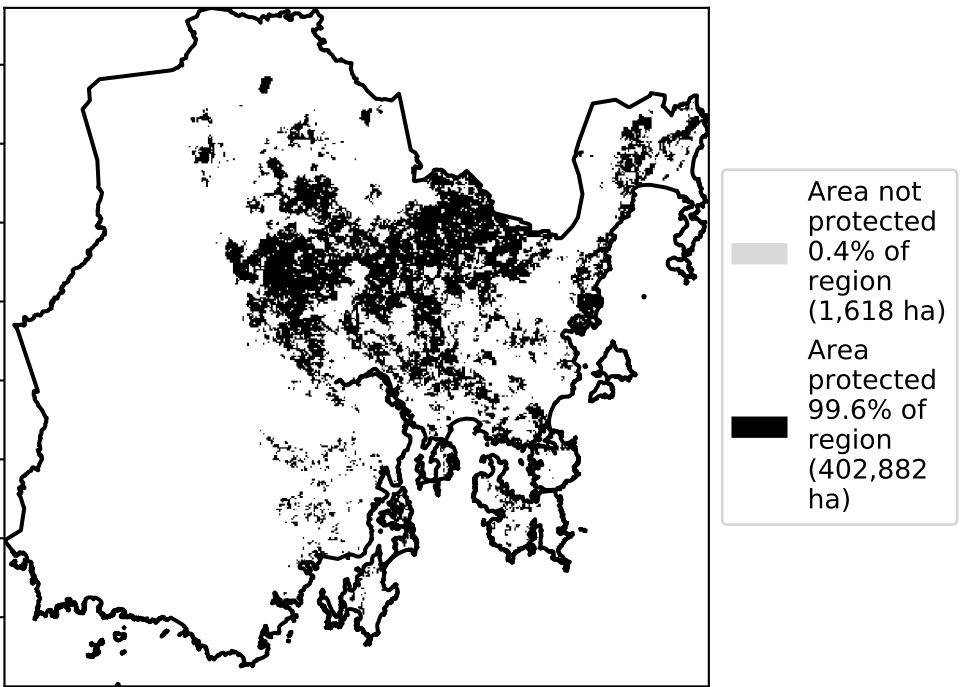 Area not
protected
0.4% of
region
(1,618 ha)
Area
protected
99.6% of
region
(402,882
ha)